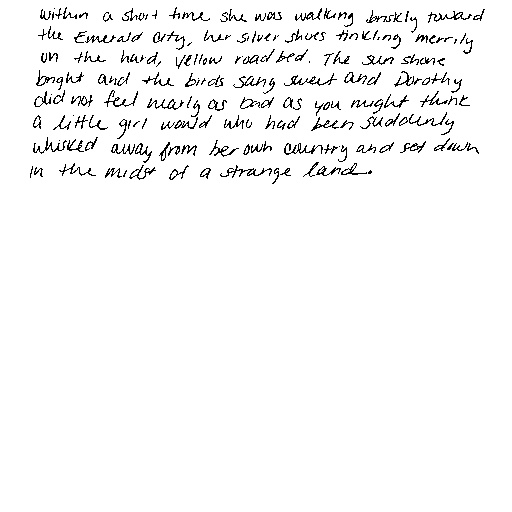 within a short time she was walking briskly toward
the Emerald City, her silver shoes tinkling merrily
on the hard, yellow roadbed. The sun shone
bright and the birds sang sweet and Dorothy
did not feel nearly as bad as you might think
a little girl would who had been suddenly
whisked away from her own country and set down
in the midst of a strange land.